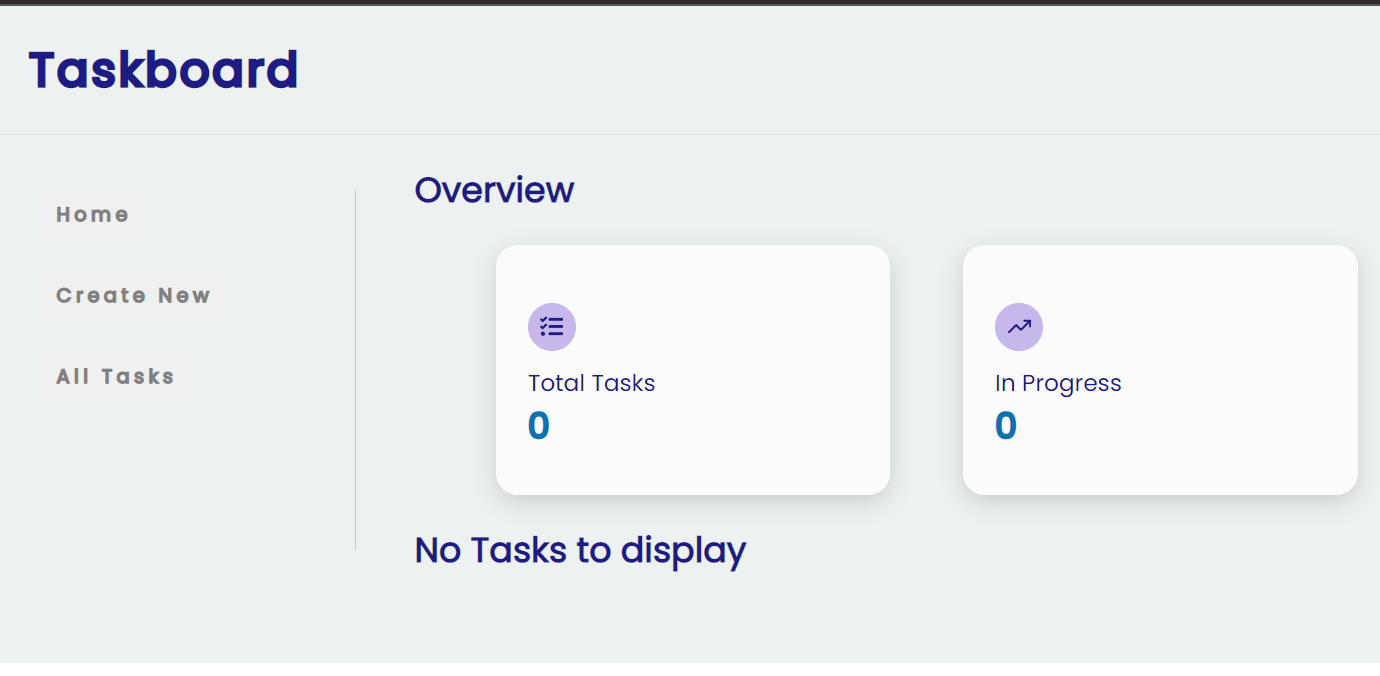 Taskboard
Home
Create New
All Tasks
Overview
Total Tasks
0
In Progress
0
No Tasks to display